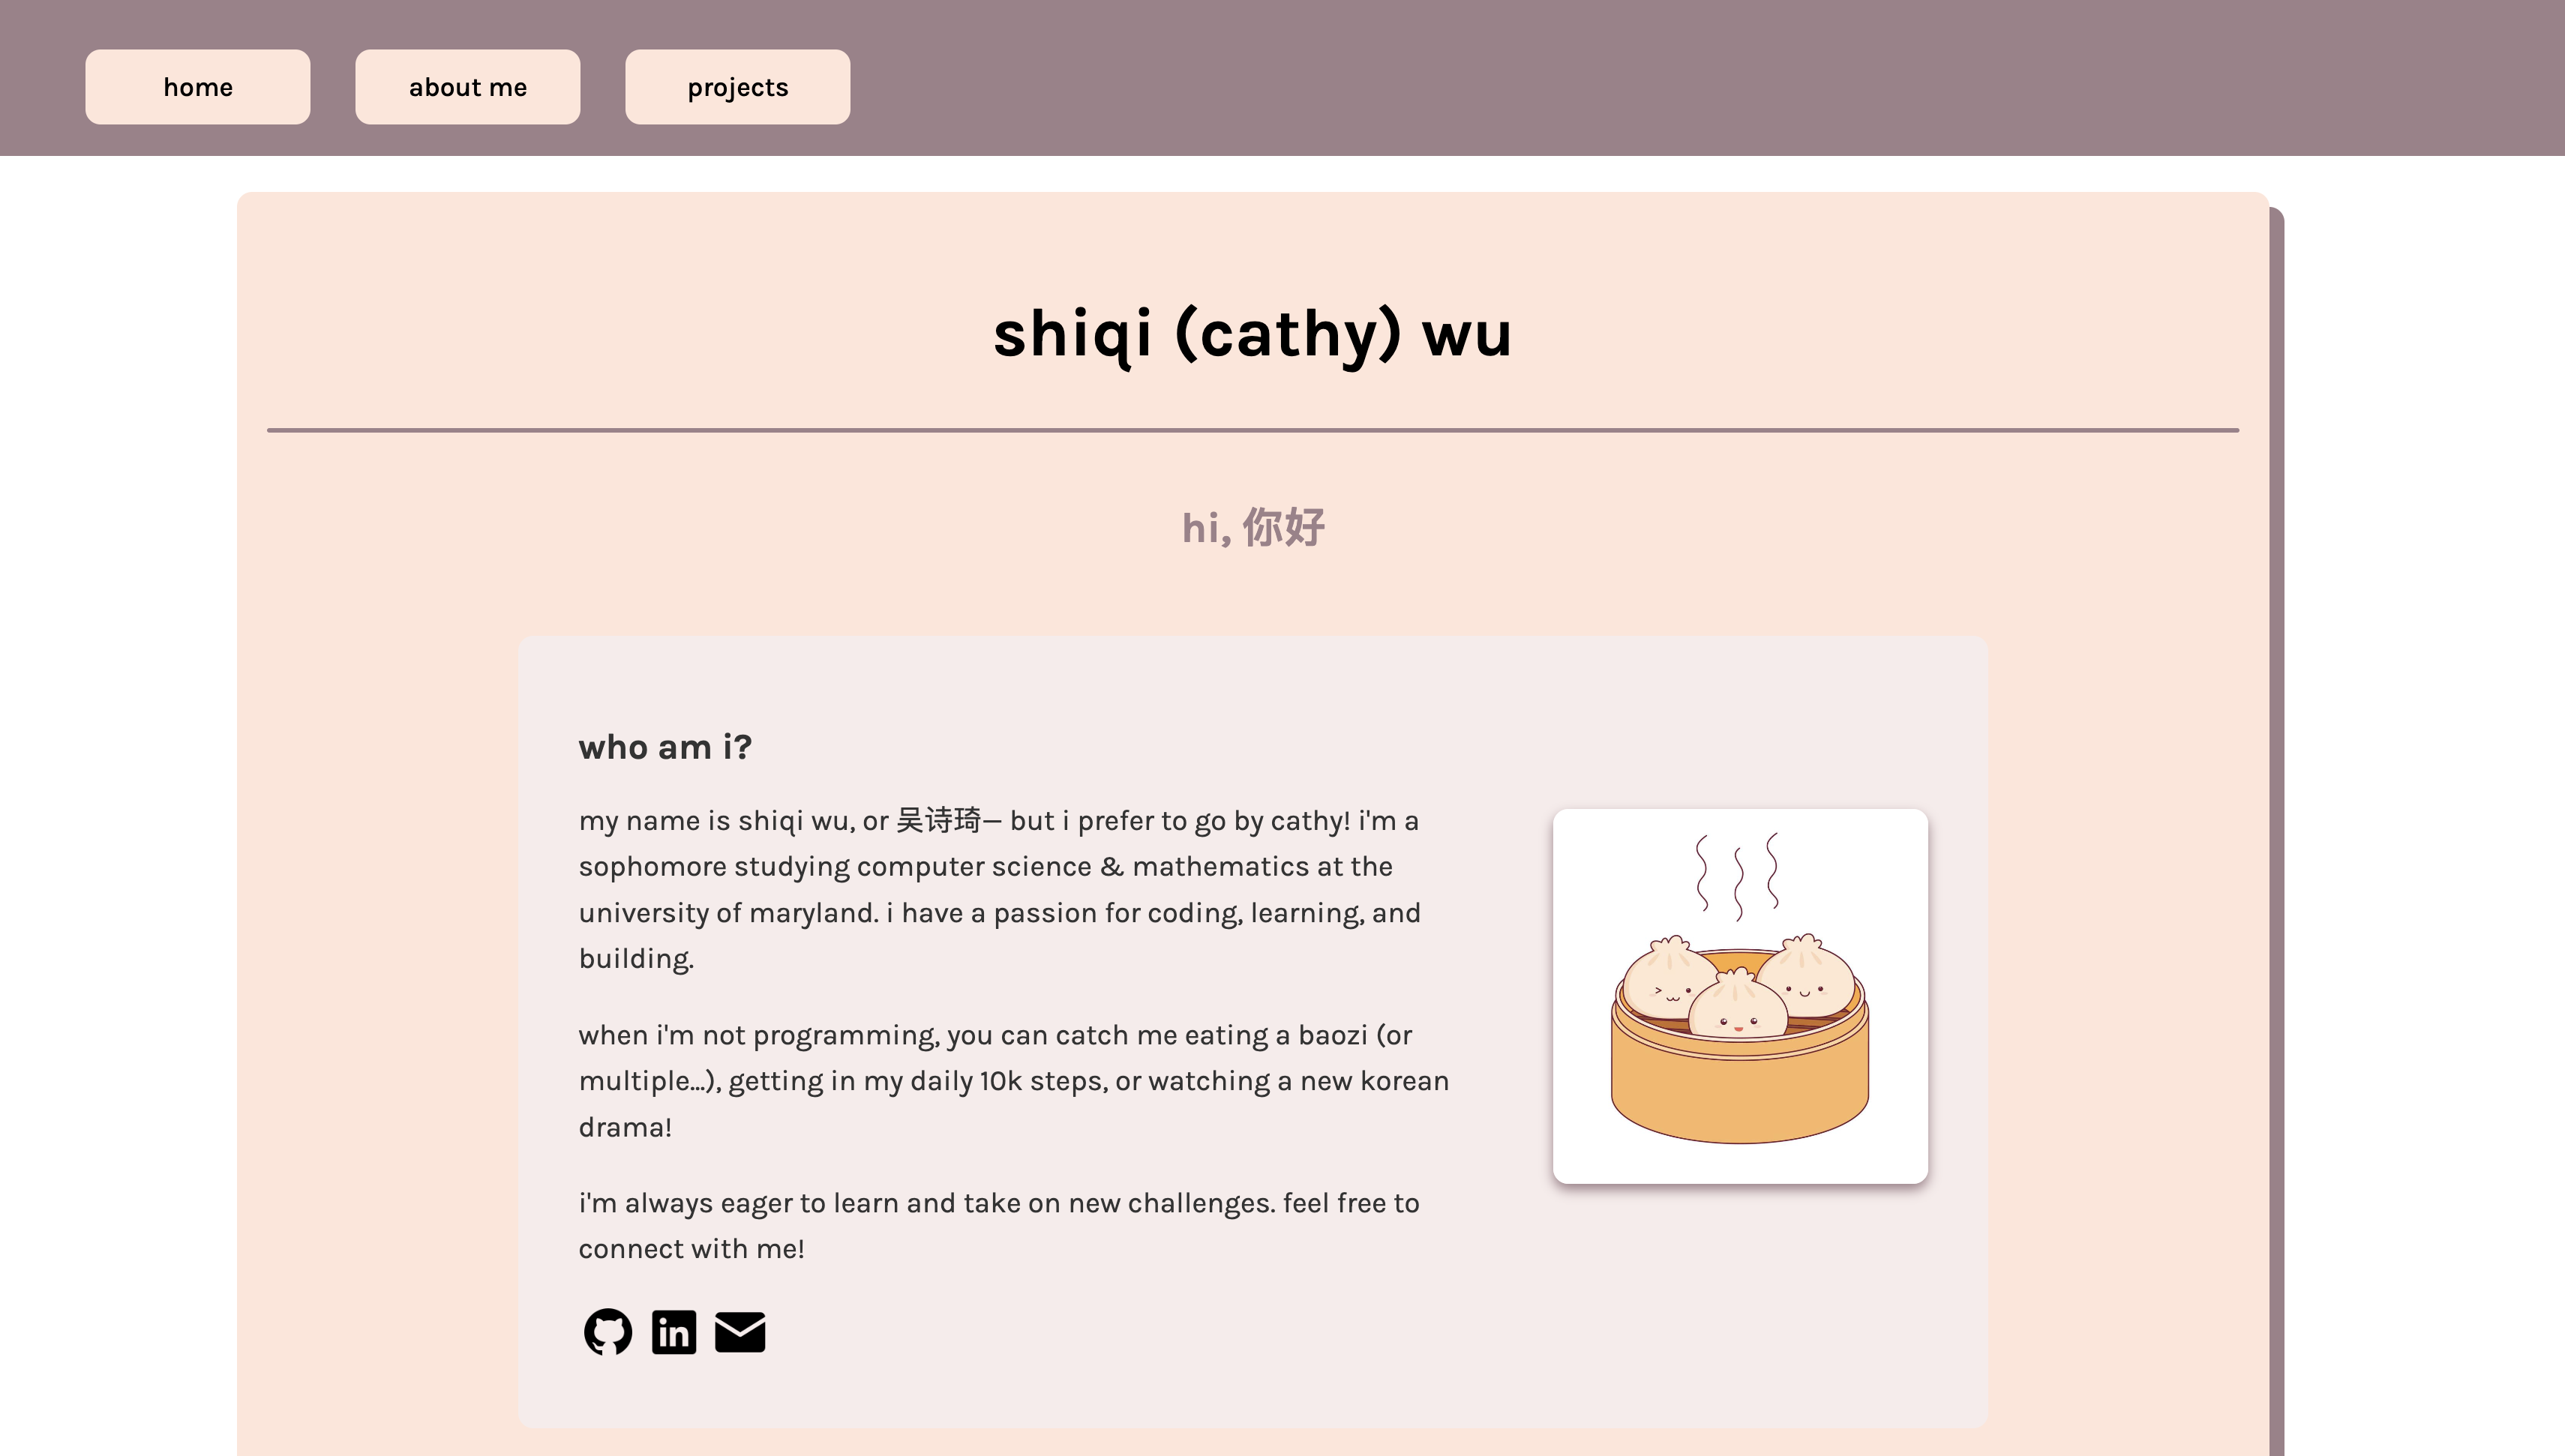 home
about me
projects
shiqi (cathy) wu
hi, 你好
who am i?
my name is shiqi wu, or 吴诗琦— but i prefer to go by cathy! i'm a
sophomore studying computer science & mathematics at the
university of maryland. i have a passion for coding, learning, and
building.
when i'm not programming, you can catch me eating a baozi (or
multiple...), getting in my daily 10k steps, or watching a new korean
drama!
i'm always eager to learn and take on new challenges. feel free to
connect with me!
in